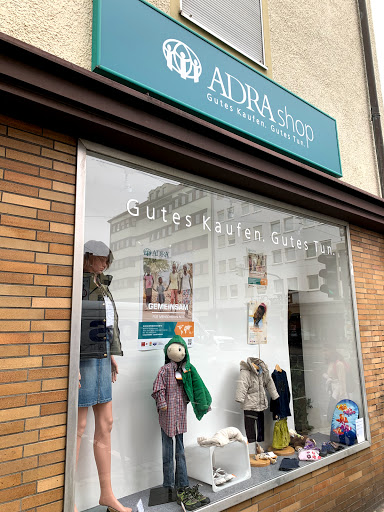 ADRA shop
Gutes Kaufen. Gutes Tun.
Gutes Kaufen. Gutes Tun.
ADRA
GEMEINSAM